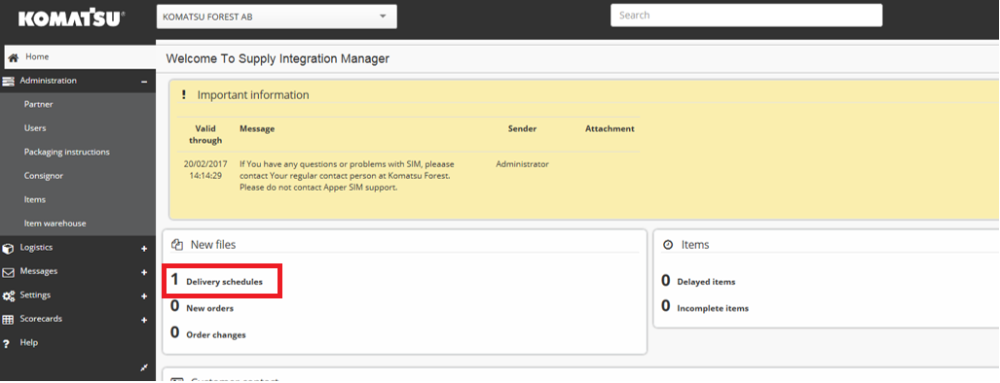 KOMATSU®
KOMATSU FOREST AB
Search
Home
Administration
Partner
Users
Packaging instructions
Consignor
Items
Item warehouse
Logistics
Messages
Settings
Scorecards
Help
Welcome To Supply Integration Manager
! Important information
Valid through Message Sender Attachment
20/02/2017 14:14:29
If You have any questions or problems with SIM, pleaase
contact Your regular contact person at Komatsu Forest.
Please do not contact Apper SIM support.
Administrator
New files
1 Delivery schedules
0 New orders
0 Order changes
Items
0 Delayed items
0 Incomplete items
Customer contact